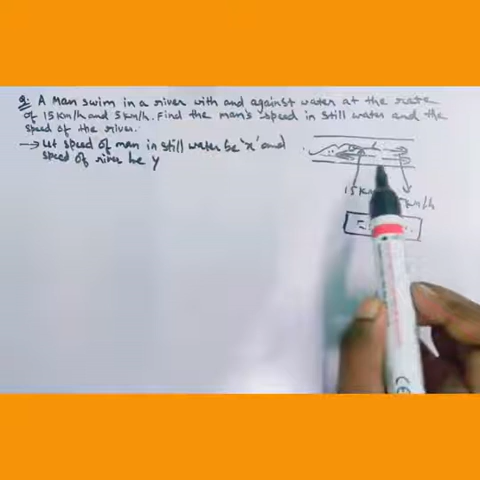 Q: A Man swim in a river with and against water at the rate
of 15 Km/h and 5 km/h. Find the man's speed in still water and the
speed of the river.
→ Let speed of man in still water be 'x' and
speed of river be y
15 K
km/h